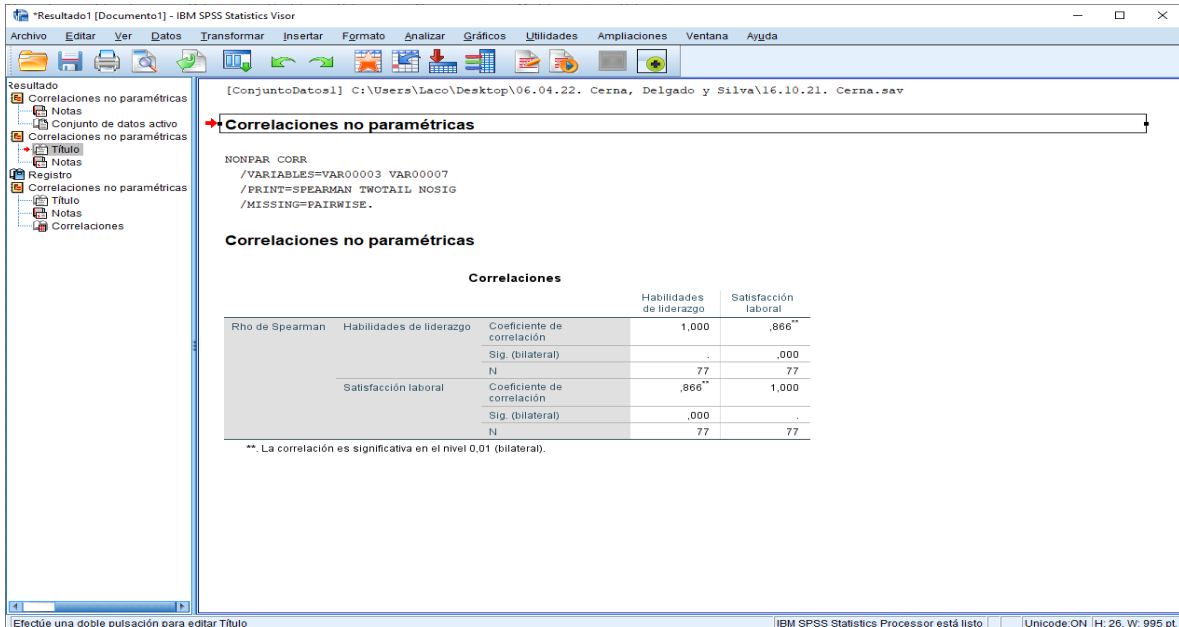 *Resultado1 [Documento1] - IBM SPSS Statistics Visor
Archivo Editar Ver Datos Transformar Insertar Formato Analizar Gráficos Utilidades Ampliaciones Ventana Ayuda
Resultado
Correlaciones no paramétricas
Notas
Conjunto de datos activo
Correlaciones no paramétricas
Título
Notas
Registro
Correlaciones no paramétricas
Título
Notas
Correlaciones
[ConjuntoDatos1] C:\Users\Laco\Desktop\06.04.22. Cerna, Delgado y Silva\16.10.21. Cerna.sav
Correlaciones no paramétricas
NONPAR CORR
/VARIABLES=VAR00003 VAR00007
/PRINT=SPEARMAN TWOTAIL NOSIG
/MISSING=PAIRWISE.
Correlaciones no paramétricas
Correlaciones
Habilidades de liderazgo Satisfacción laboral
Rho de Spearman Habilidades de liderazgo Coeficiente de correlación 1,000 ,866**
Sig. (bilateral) . ,000
N 77 77
Satisfacción laboral Coeficiente de correlación ,866** 1,000
Sig. (bilateral) ,000 .
N 77 77
**. La correlación es significativa en el nivel 0,01 (bilateral).
Efectúe una doble pulsación para editar Título IBM SPSS Statistics Processor está listo Unicode:ON H: 26, W: 995 pt.